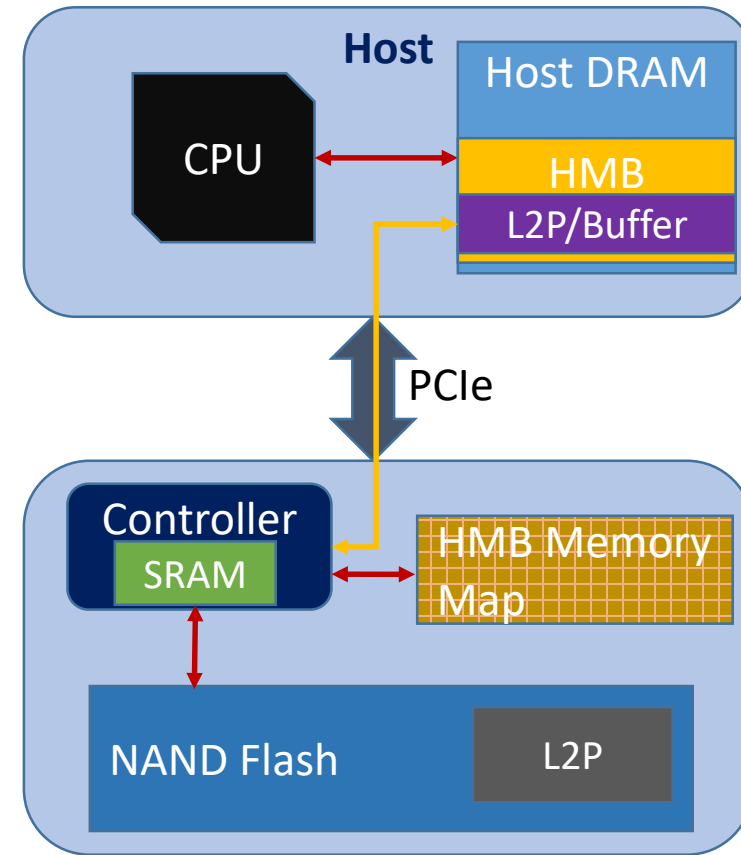 Host
Host DRAM
CPU
HMB
L2P/Buffer
PCIe
Controller
SRAM
HMB Memory
Map
NAND Flash
L2P